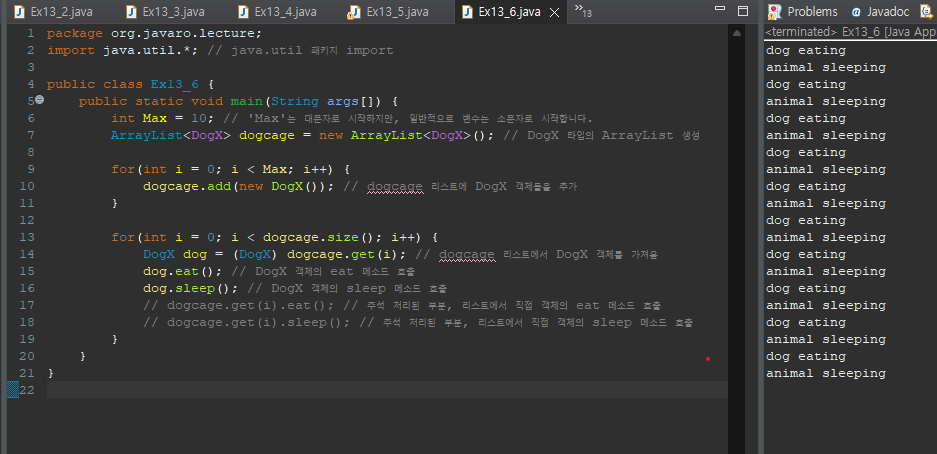 Ex13_2.java
Ex13_3.java
Ex13_4.java
Ex13_5.java
Ex13_6.java
13
1 package org.javaro.lecture;
2 import java.util.*; // java.util 패키지 import
3
4 public class Ex13_6 {
5 public static void main(String args[]) {
6 int Max = 10; // 'Max'는 대문자로 시작하지만, 일반적으로 변수는 소문자로 시작합니다.
7 ArrayList<DogX> dogcage = new ArrayList<DogX>(); // DogX 타입의 ArrayList 생성
8
9 for(int i = 0; i < Max; i++) {
10 dogcage.add(new DogX()); // dogcage 리스트에 DogX 객체들을 추가
11 }
12
13 for(int i = 0; i < dogcage.size(); i++) {
14 DogX dog = (DogX) dogcage.get(i); // dogcage 리스트에서 DogX 객체를 가져옴
15 dog.eat(); // DogX 객체의 eat 메소드 호출
16 dog.sleep(); // DogX 객체의 sleep 메소드 호출
17 // dogcage.get(i).eat(); // 주석 처리된 부분, 리스트에서 직접 객체의 eat 메소드 호출
18 // dogcage.get(i).sleep(); // 주석 처리된 부분, 리스트에서 직접 객체의 sleep 메소드 호출
19 }
20 }
21 }
22
Problems
Javadoc
<terminated> Ex13_6 [Java App
dog eating
animal sleeping
dog eating
animal sleeping
dog eating
animal sleeping
dog eating
animal sleeping
dog eating
animal sleeping
dog eating
animal sleeping
dog eating
animal sleeping
dog eating
animal sleeping
dog eating
animal sleeping
dog eating
animal sleeping